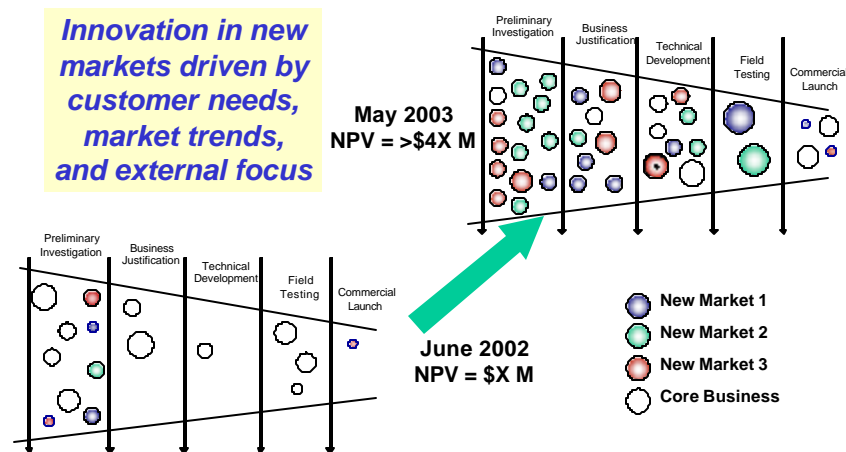 Innovation in new
markets driven by
customer needs,
market trends,
and external focus
May 2003
NPV = >$4X M
Preliminary
Investigation
Business
Justification
Technical
Development
Field
Testing
Commercial
Launch
Preliminary
Investigation
Business
Justification
Technical
Development
Field
Testing
Commercial
Launch
June 2002
NPV = $X M
New Market 1
New Market 2
New Market 3
Core Business